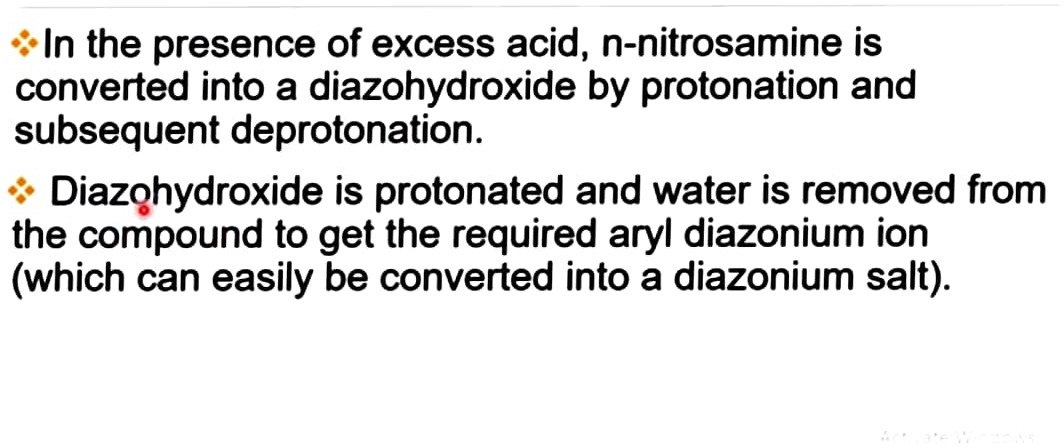 ❖In the presence of excess acid, n-nitrosamine is
converted into a diazohydroxide by protonation and
subsequent deprotonation.
❖ Diazohydroxide is protonated and water is removed from
the compound to get the required aryl diazonium ion
(which can easily be converted into a diazonium salt).